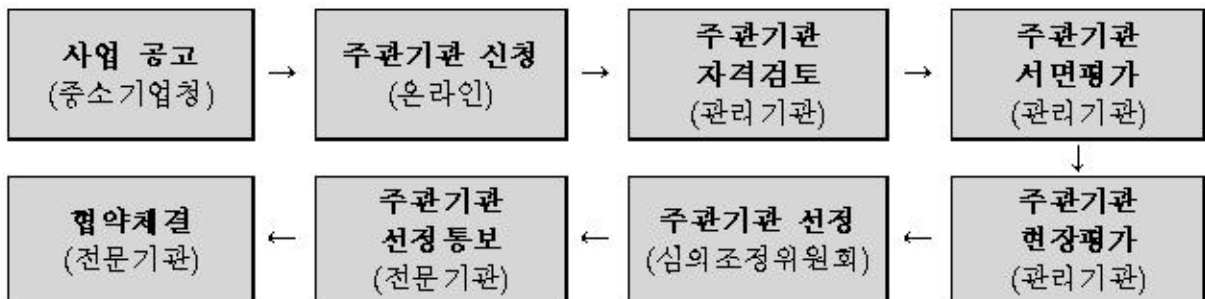 사업 공고
(중소기업청)
→
주관기관 신청
(온라인)
→
주관기관
자격검토
(관리기관)
→
주관기관
서면평가
(관리기관)
↓
주관기관
현장평가
(관리기관)
←
주관기관 선정
(심의조정위원회)
←
주관기관
선정통보
(전문기관)
←
협약체결
(전문기관)